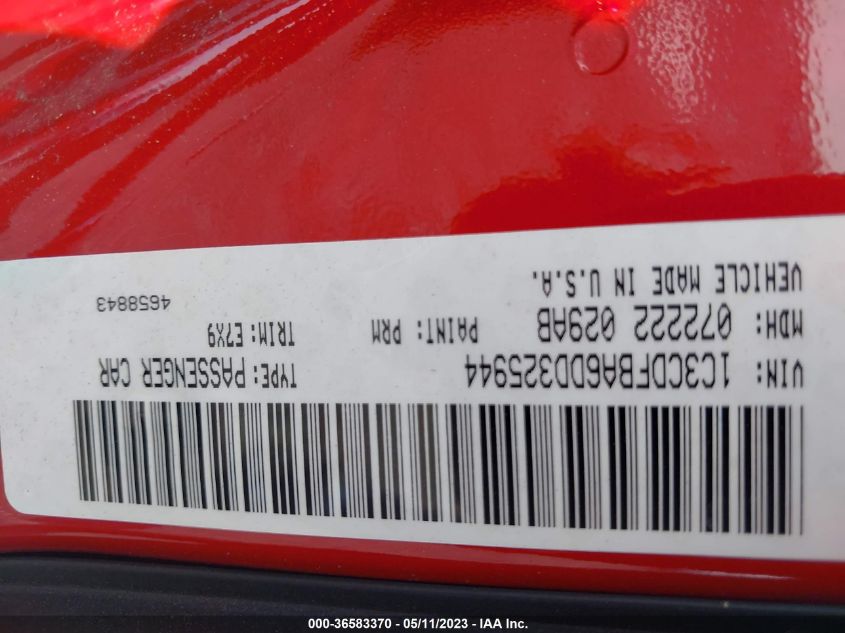 VIN: 1C3CDFBA6DD325944 TYPE: PASSENGER CAR
MDH: 072222 029AB PAINT: PRM TRIM: E7X9
VEHICLE MADE IN U.S.A. 4658843
000-36583370 - 05/11/2023 - IAA Inc.